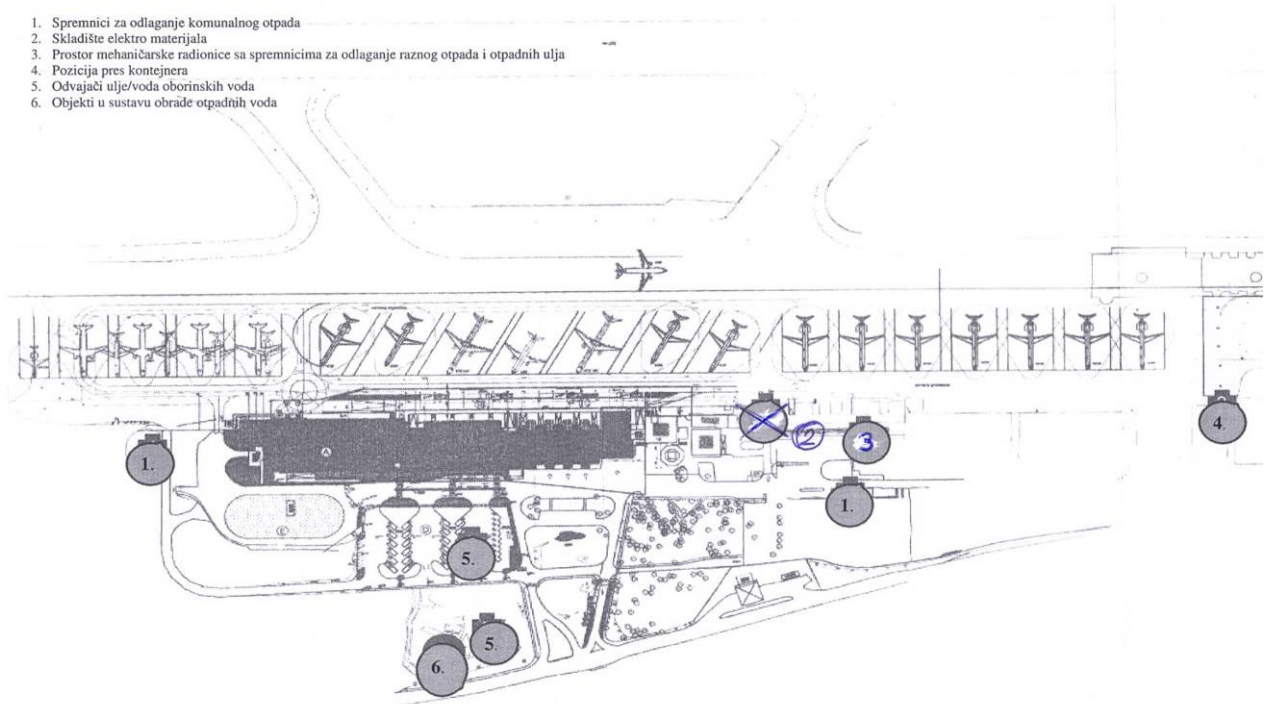 1. Spremnici za odlaganje komunalnog otpada
2. Skladište elektro materijala
3. Prostor mehaničarske radionice sa spremnicima za odlaganje raznog otpada i otpadnih ulja
4. Pozicija pres kontejnera
5. Odvajači ulje/voda oborinskih voda
6. Objekti u sustavu obrade otpadnih voda
4.
2
3
1.
A
1.
D
5.
5.
6.